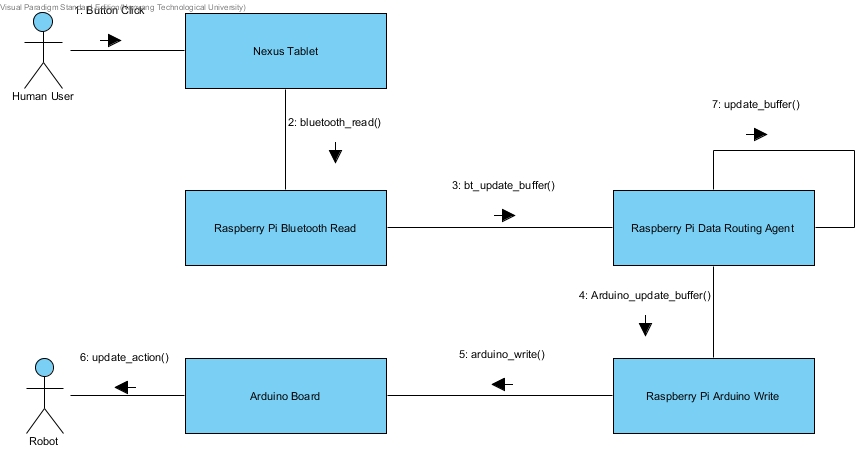 Visual Paradigm Standard Edition(Nanyang Technological University)
1: Button Click
Nexus Tablet
Human User
2: bluetooth_read()
7: update_buffer()
3: bt_update_buffer()
Raspberry Pi Bluetooth Read
Raspberry Pi Data Routing Agent
4: Arduino_update_buffer()
6: update_action()
5: arduino_write()
Arduino Board
Raspberry Pi Arduino Write
Robot